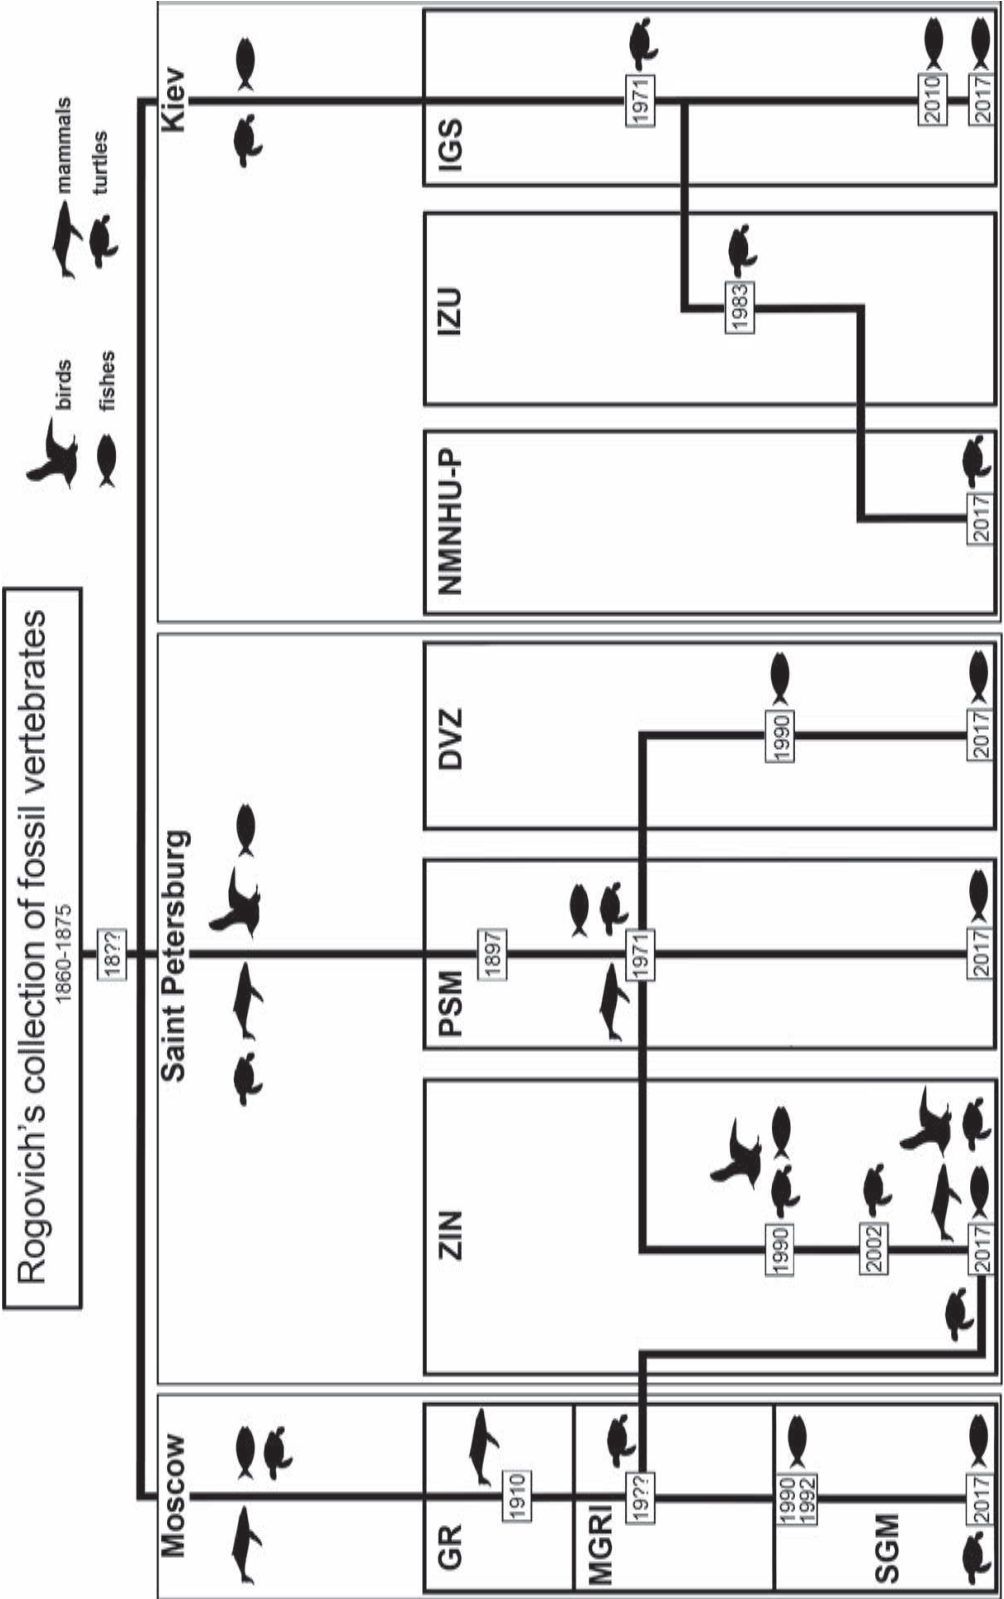 Rogovich's collection of fossil vertebrates
1860-1875
birds
mammals
fishes
turtles
18??
Moscow
Saint Petersburg
Kiev
GR
1910
MGRI
19??
SGM
1990
1992
2017
ZIN
1990
2002
2017
PSM
1897
1971
2017
DVZ
1990
2017
NMNHU-P
2017
IZU
1983
IGS
1971
2010
2017